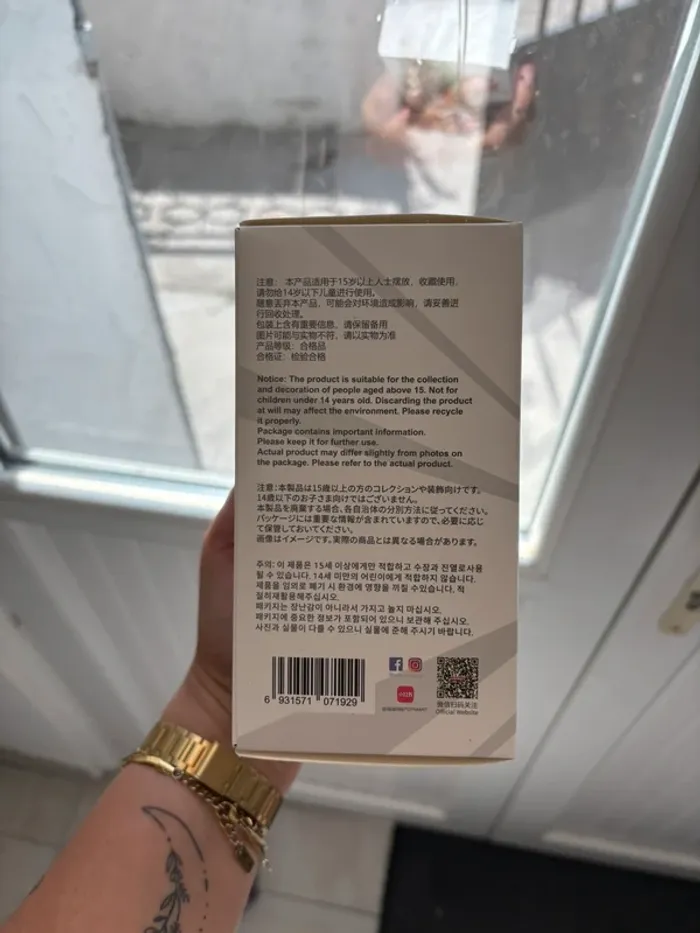 注意： 本产品适用于15岁以上人士摆放，收藏使用，
请勿给14岁以下儿童进行使用。
随意丢弃本产品，可能会对环境造成影响，请妥善进
行回收处理。
包装上含有重要信息，请保留备用
图片可能与实物不符，请以实物为准
产品等级：合格品
合格证：检验合格
Notice: The product is suitable for the collection
and decoration of people aged above 15. Not for
children under 14 years old. Discarding the product
at will may affect the environment. Please recycle
it properly.
Package contains important information.
Please keep it for further use.
Actual product may differ slightly from photos on
the package. Please refer to the actual product.
注意：本製品は15歳以上の方のコレクションや装飾向けです。
14歳以下のお子さま向けではございません。
本製品を廃棄する場合、各自治体の分別方法に従ってください。
パッケージには重要な情報が含まれていますので、必要に応じ
て保管しておいてください。
画像はイメージです。実際の商品とは異なる場合があります。
주의: 이 제품은 15세 이상에게만 적합하고 수장과 진열로사용
될 수 있습니다. 14세 미만의 어린이에게 적합하지 않습니다.
제품을 임의로 폐기 시 환경에 영향을 끼칠 수있습니다. 적
절히재활용해주십시오.
패키지는 장난감이 아니라서 가지고 놀지 마십시오.
패키지에 중요한 정보가 포함되어 있으니 보관해 주십시오.
사진과 실물이 다를 수 있으니 실물에 준해 주시기 바랍니다.
6 931571 071929
小红书
微信扫码关注
Official Website